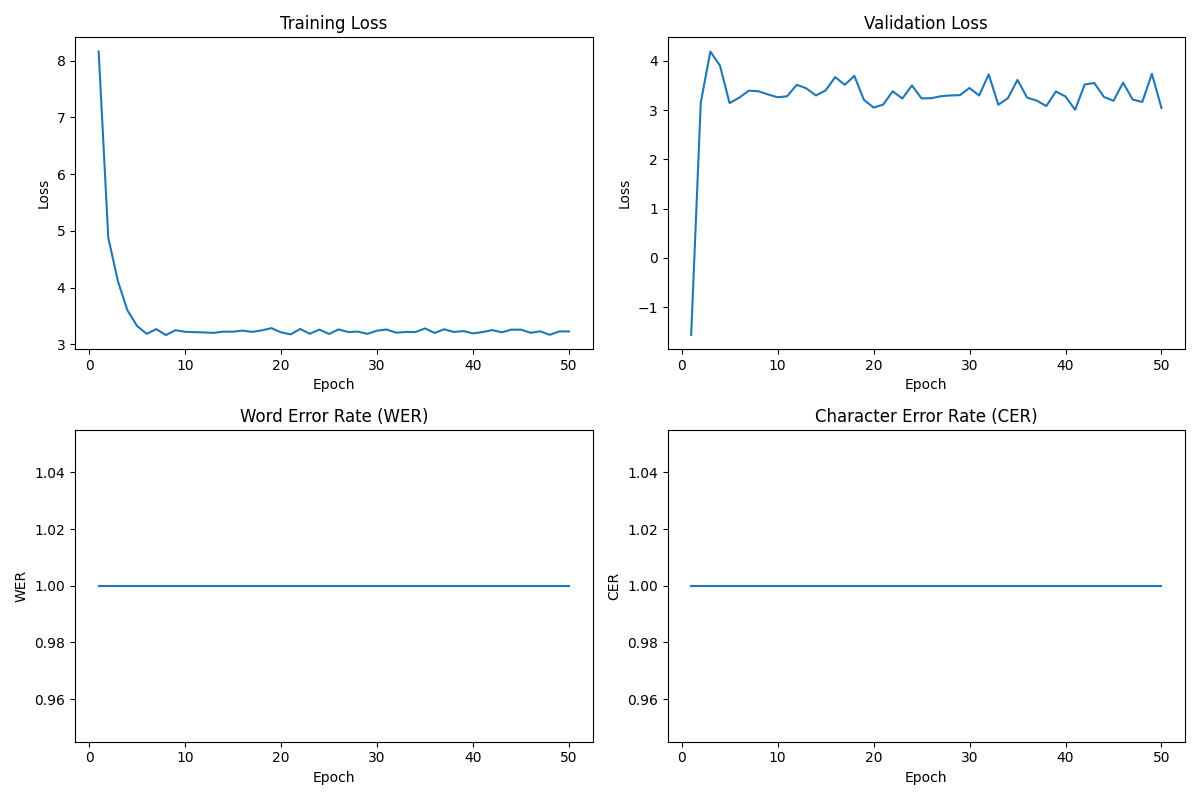 Training Loss
8
7
6
5
4
3
Loss
0 10 20 30 40 50
Epoch
Validation Loss
4
3
2
1
0
−1
Loss
0 10 20 30 40 50
Epoch
Word Error Rate (WER)
1.04
1.02
1.00
0.98
0.96
WER
0 10 20 30 40 50
Epoch
Character Error Rate (CER)
1.04
1.02
1.00
0.98
0.96
CER
0 10 20 30 40 50
Epoch